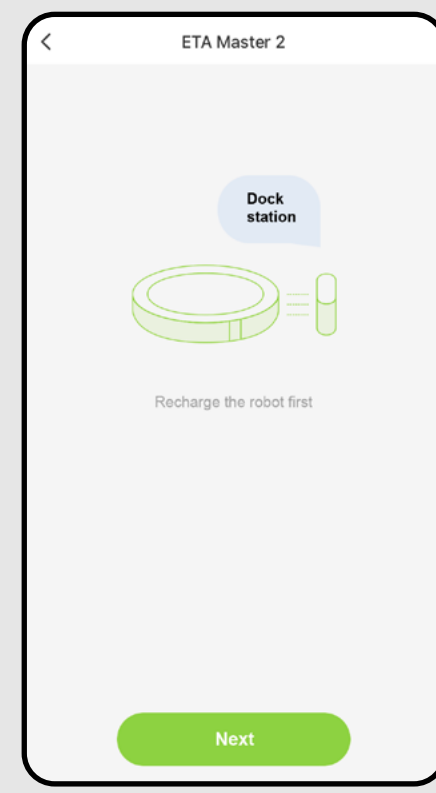 ETA Master 2
Dock
station
Recharge the robot first
Next